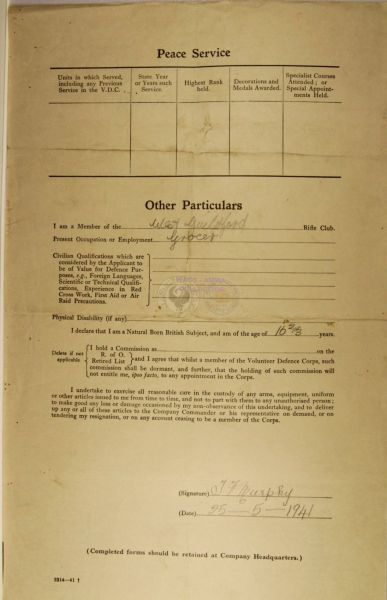 Peace Service
Units in which Served, including any Previous Service in the V.D.C.
State Year or Years such Service.
Highest Rank held.
Decorations and Medals Awarded.
Specialist Courses Attended; or Special Appointments Held.
Other Particulars
I am a Member of the West Guildford Rifle Club.
Present Occupation or Employment Grocer
Civilian Qualifications which are
considered by the Applicant to
be of Value for Defence Pur-
poses, e.g., Foreign Languages,
Scientific or Technical Qualifi-
cations, Experience in Red
Cross Work, First Aid or Air
Raid Precautions.
Physical Disability (if any)
I declare that I am a Natural Born British Subject, and am of the age of 16 years.
Delete if not applicable
I hold a Commission as on the
R. of O.
Retired List
and I agree that whilst a member of the Volunteer Defence Corps, such
commission shall be dormant, and further, that the holding of such commission will
not entitle me, ipso facto, to any appointment in the Corps.
I undertake to exercise all reasonable care in the custody of any arms, equipment, uniform
or other articles issued to me from time to time, and not to part with them to any unauthorised person;
to make good any loss or damage occasioned by my non-observance of this undertaking, and to deliver
up any or all of these articles to the Company Commander or his representative on demand, or on
tendering my resignation, or on any account ceasing to be a member of the Corps.
(Signature) Murphy
(Date) 25-5-1941
(Completed forms should be retained at Company Headquarters.)
3214—41 †